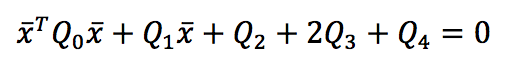 x̄ᵀQ₀x̄ + Q₁x̄ + Q₂ + 2Q₃ + Q₄ = 0